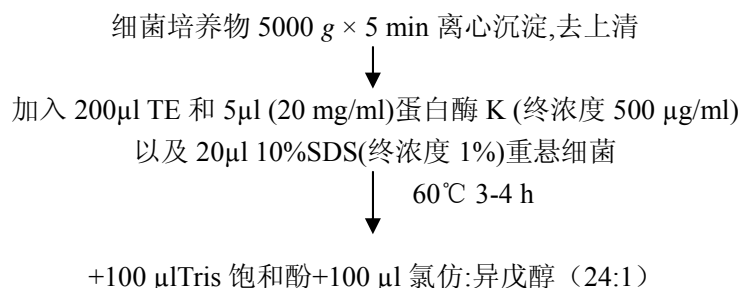 细菌培养物 5000 g × 5 min 离心沉淀,去上清
加入 200μl TE 和 5μl (20 mg/ml)蛋白酶 K (终浓度 500 μg/ml)
以及 20μl 10%SDS(终浓度 1%)重悬细菌
60℃ 3-4 h
+100 μlTris 饱和酚+100 μl 氯仿:异戊醇（24:1）